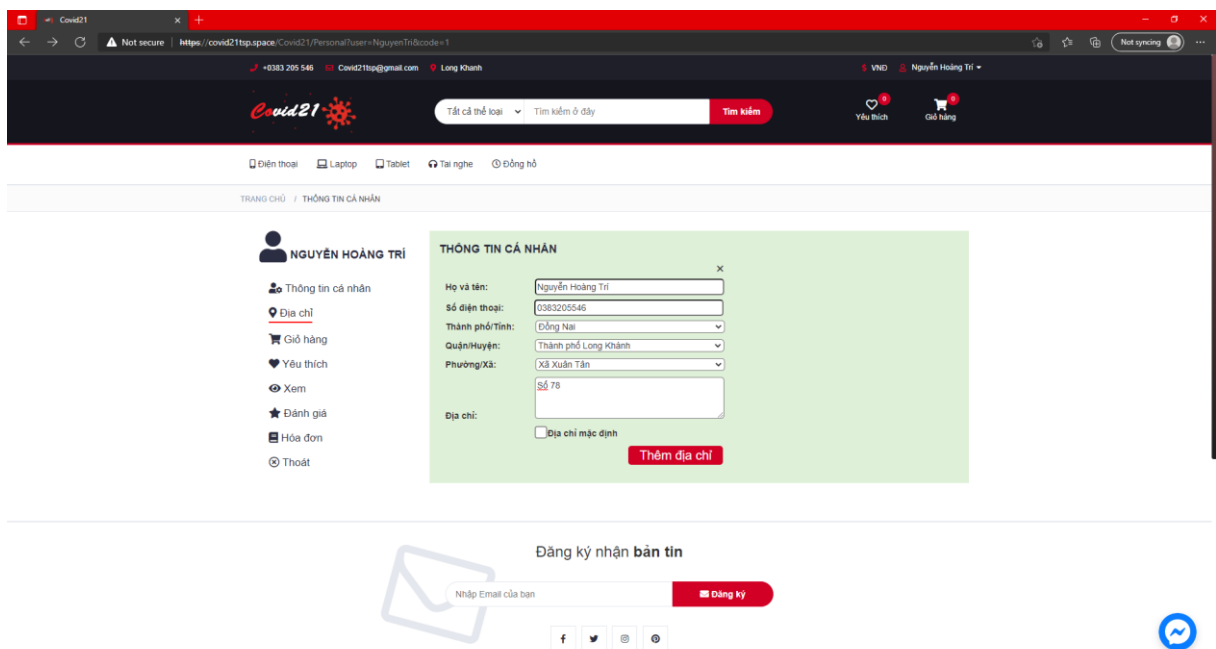 Covid21
Not secure | https://covid21tsp.space/Covid21/Personal?user=NguyenTri&code=1
Not syncing
+0383 205 546 Covid21tsp@gmail.com Long Khanh
$ VNĐ Nguyễn Hoàng Trí
Covid21
Tất cả thể loại Tìm kiếm ở đây Tìm kiếm
0 0
Yêu thích Giỏ hàng
Điện thoại Laptop Tablet Tai nghe Đồng hồ
TRANG CHỦ / THÔNG TIN CÁ NHÂN
NGUYỄN HOÀNG TRÍ
Thông tin cá nhân
Địa chỉ
Giỏ hàng
Yêu thích
Xem
Đánh giá
Hóa đơn
Thoát
THÔNG TIN CÁ NHÂN
×
Họ và tên: Nguyễn Hoàng Trí
Số điện thoại: 0383205546
Thành phố/Tỉnh: Đồng Nai
Quận/Huyện: Thành phố Long Khánh
Phường/Xã: Xã Xuân Tân
Số 78
Địa chỉ:
Địa chỉ mặc định
Thêm địa chỉ
Đăng ký nhận bản tin
Nhập Email của bạn Đăng ký